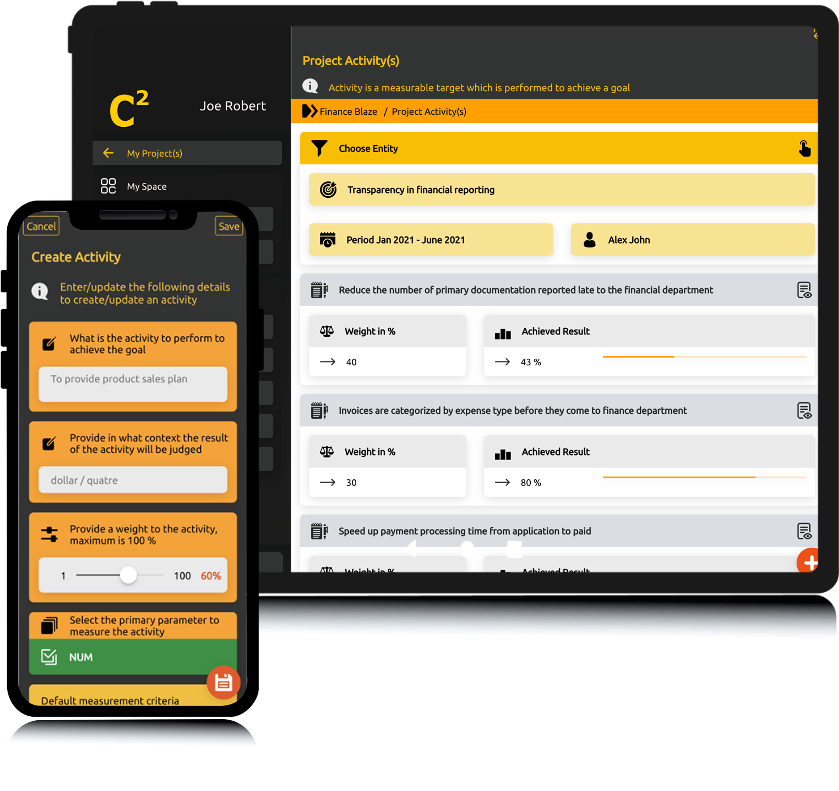 Project Activity(s)
Activity is a measurable target which is performed to achieve a goal
C2
Joe Robert
Finance Blaze / Project Activity(s)
My Project(s)
My Space
Choose Entity
Transparency in financial reporting
Period Jan 2021 - June 2021
Alex John
Reduce the number of primary documentation reported late to the financial department
Weight in %
Achieved Result
40
43 %
Invoices are categorized by expense type before they come to finance department
Weight in %
Achieved Result
30
80 %
Speed up payment processing time from application to paid
Weight in %
Achieved Result
Cancel
Save
Create Activity
Enter/update the following details
to create/update an activity
What is the activity to perform to
achieve the goal
To provide product sales plan
Provide in what context the result
of the activity will be judged
dollar / quatre
Provide a weight to the activity,
maximum is 100 %
1
100
60%
Select the primary parameter to
measure the activity
NUM
Default measurement criteria